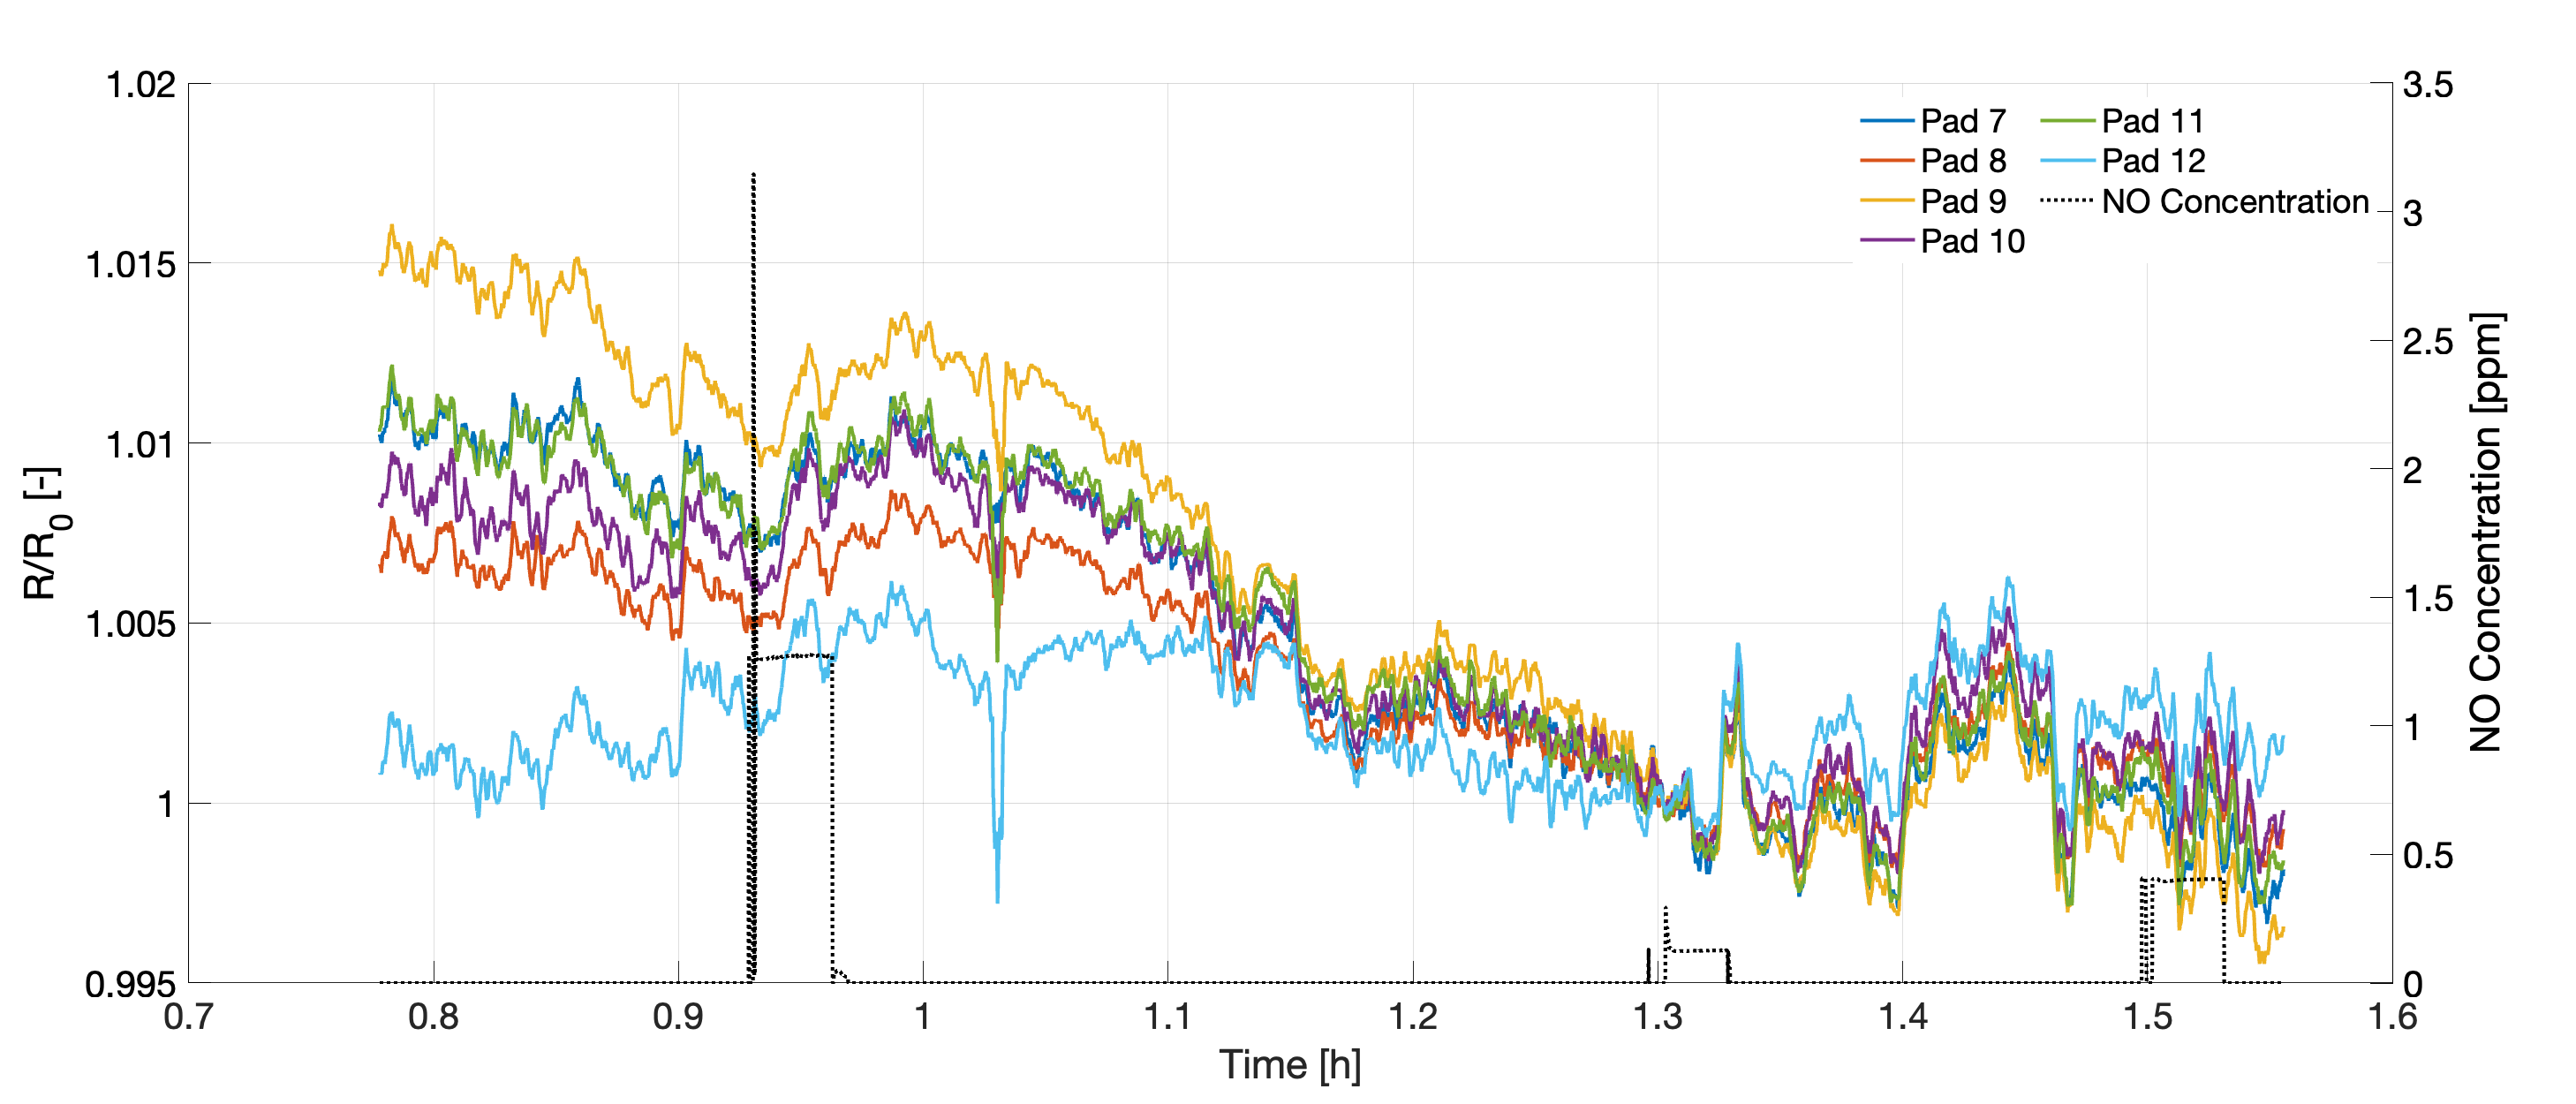 1.02
1.015
1.01
1.005
1
0.995
R/R0 [-]
0.7 0.8 0.9 1 1.1 1.2 1.3 1.4 1.5 1.6
Time [h]
3.5
3
2.5
2
1.5
1
0.5
0
NO Concentration [ppm]
Pad 7 Pad 11
Pad 8 Pad 12
Pad 9 NO Concentration
Pad 10